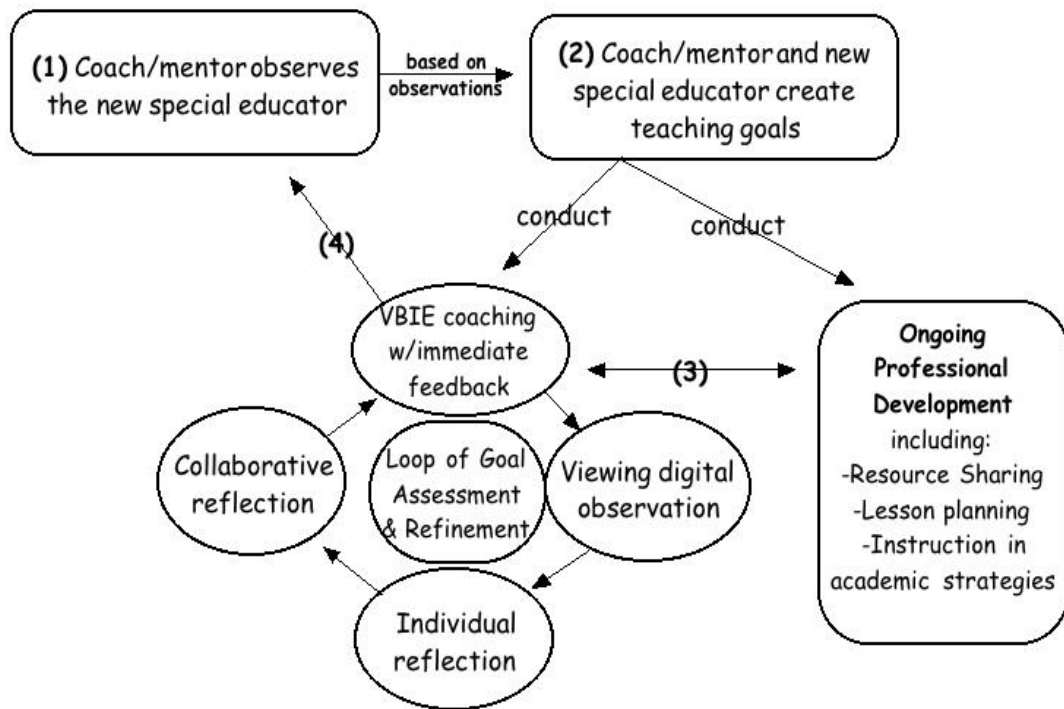 (1) Coach/mentor observes
the new special educator
based on
observations
(2) Coach/mentor and new
special educator create
teaching goals
conduct
conduct
(4)
VBIE coaching
w/immediate
feedback
(3)
Ongoing
Professional
Development
including:
-Resource Sharing
-Lesson planning
-Instruction in
academic strategies
Collaborative
reflection
Loop of Goal
Assessment
& Refinement
Viewing digital
observation
Individual
reflection